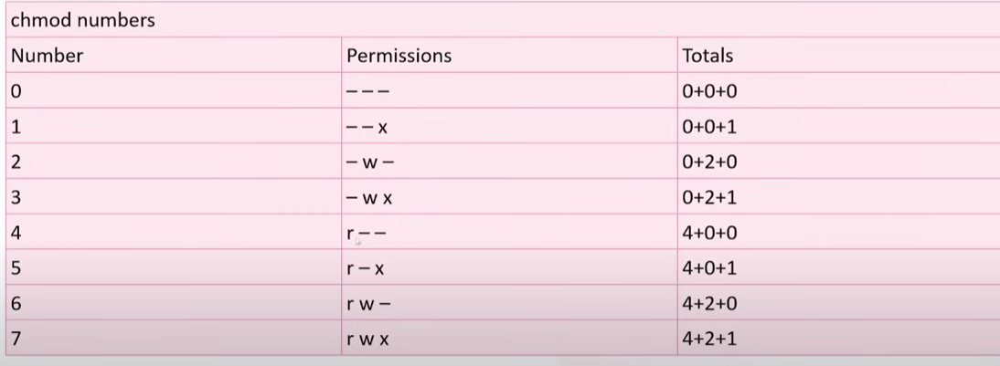 chmod numbers
Number Permissions Totals
0 – – – 0+0+0
1 – – x 0+0+1
2 – w – 0+2+0
3 – w x 0+2+1
4 r – – 4+0+0
5 r – x 4+0+1
6 r w – 4+2+0
7 r w x 4+2+1